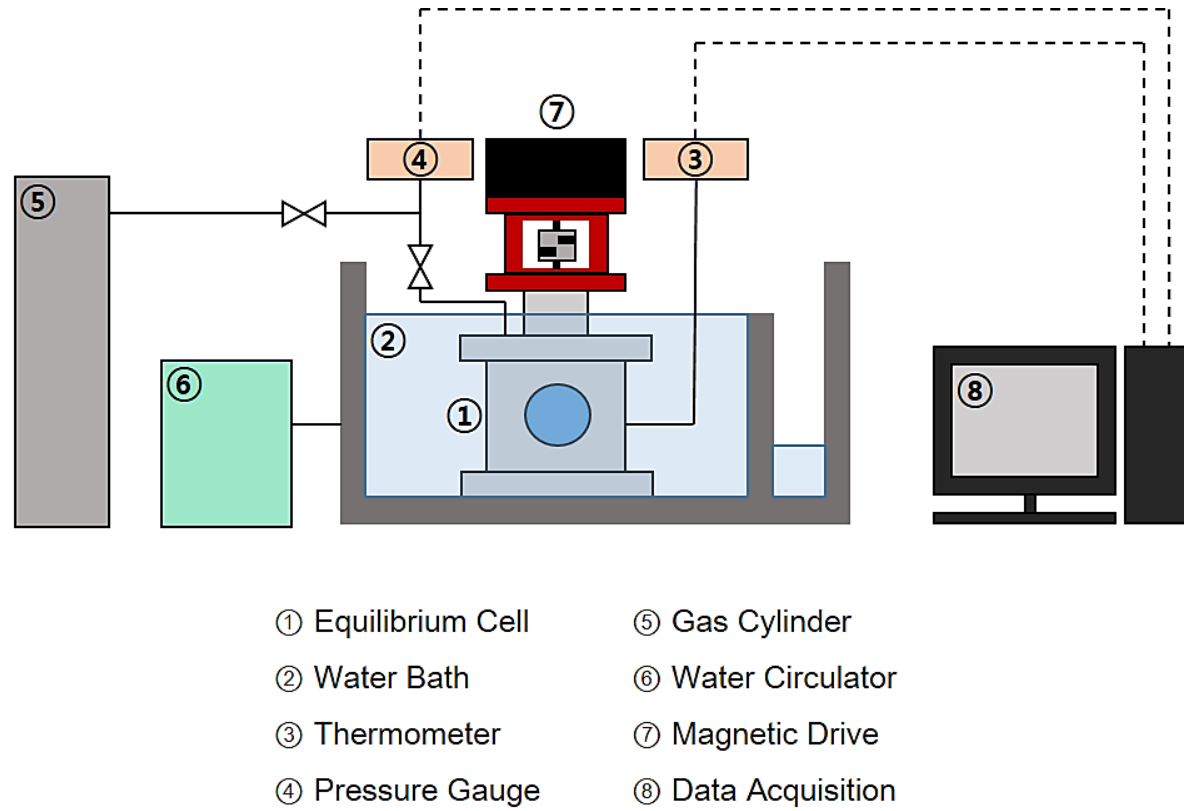 ⑦
④
③
⑤
②
⑥
①
⑧
① Equilibrium Cell
⑤ Gas Cylinder
② Water Bath
⑥ Water Circulator
③ Thermometer
⑦ Magnetic Drive
④ Pressure Gauge
⑧ Data Acquisition